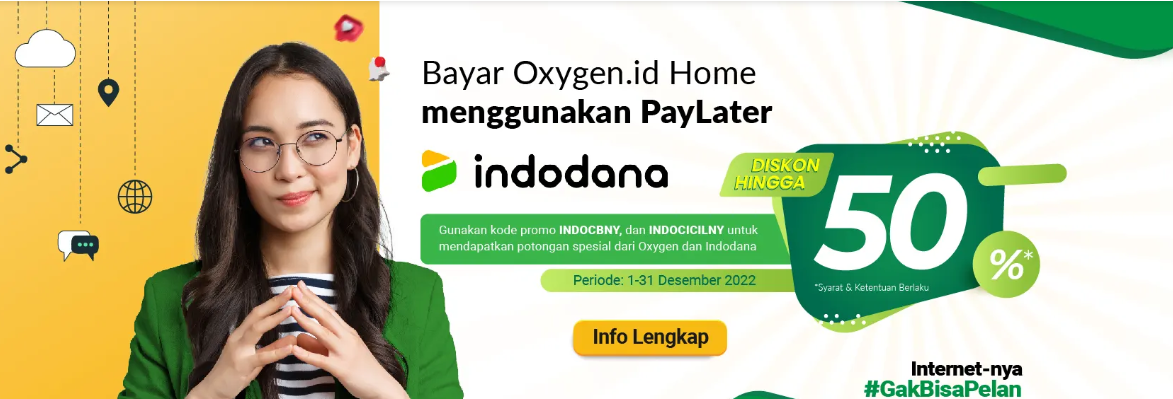 Bayar Oxygen.id Home
menggunakan PayLater
indodana
DISKON
HINGGA
50
%*
Gunakan kode promo INDOCBNY, dan INDOCICILNY untuk
mendapatkan potongan spesial dari Oxygen dan Indodana
Periode: 1-31 Desember 2022
*Syarat & Ketentuan Berlaku
Info Lengkap
Internet-nya
#GakBisaPelan